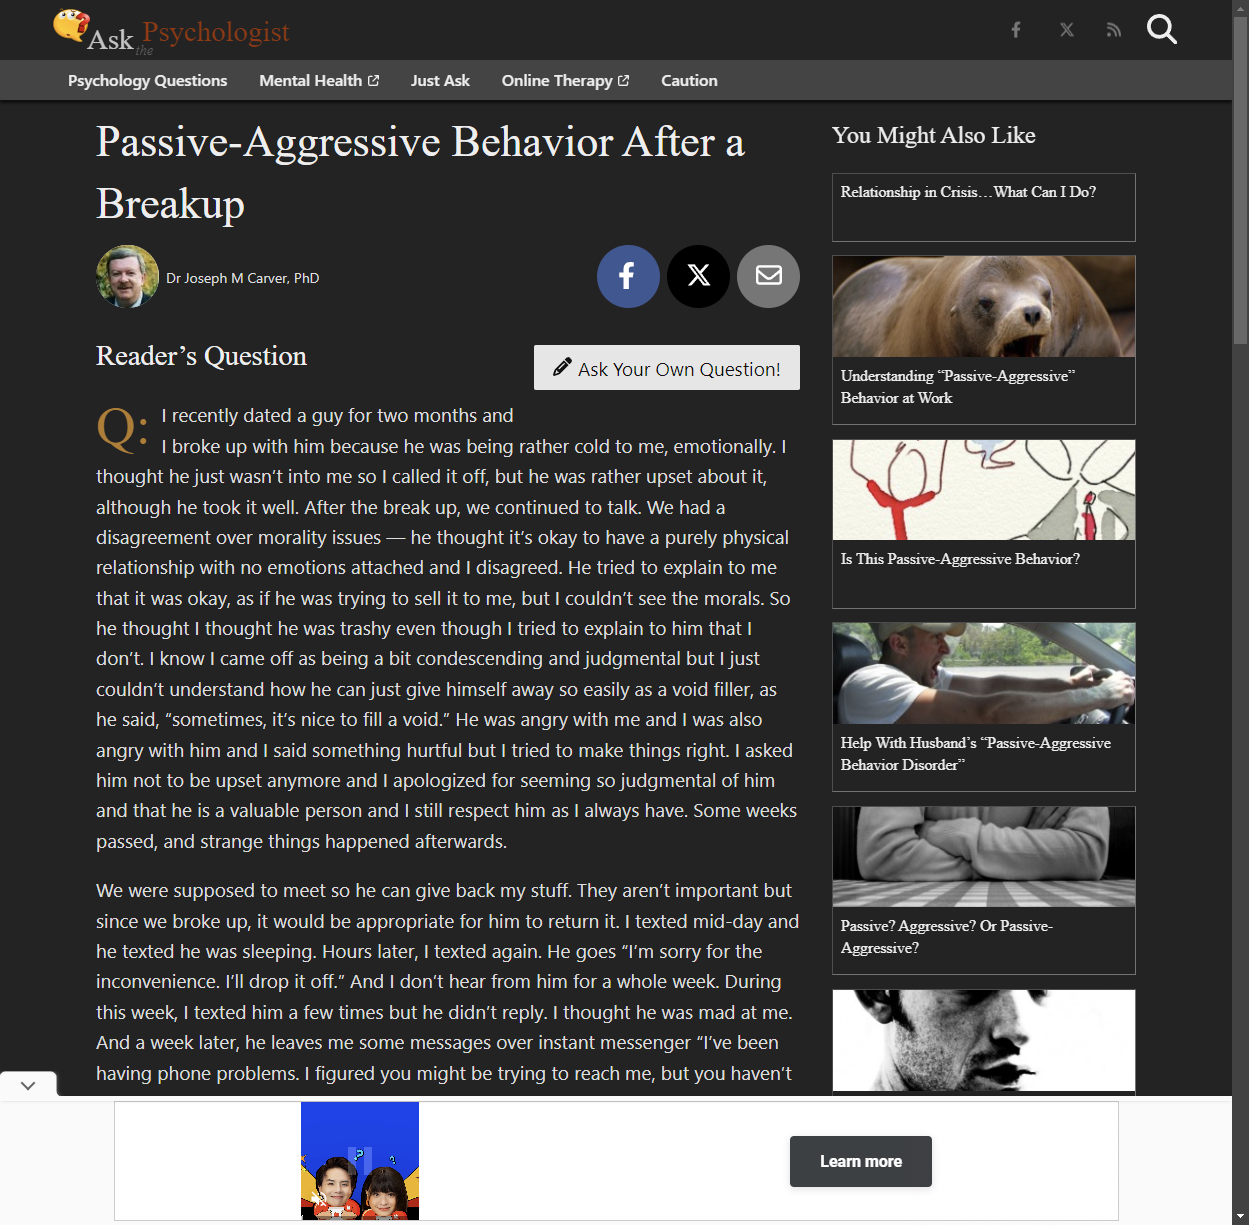 Ask the Psychologist
Psychology Questions
Mental Health
Just Ask
Online Therapy
Caution
Passive-Aggressive Behavior After a
Breakup
Dr Joseph M Carver, PhD
Reader’s Question
Ask Your Own Question!
Q: I recently dated a guy for two months and
I broke up with him because he was being rather cold to me, emotionally. I
thought he just wasn’t into me so I called it off, but he was rather upset about it,
although he took it well. After the break up, we continued to talk. We had a
disagreement over morality issues — he thought it’s okay to have a purely physical
relationship with no emotions attached and I disagreed. He tried to explain to me
that it was okay, as if he was trying to sell it to me, but I couldn’t see the morals. So
he thought I thought he was trashy even though I tried to explain to him that I
don’t. I know I came off as being a bit condescending and judgmental but I just
couldn’t understand how he can just give himself away so easily as a void filler, as
he said, “sometimes, it’s nice to fill a void.” He was angry with me and I was also
angry with him and I said something hurtful but I tried to make things right. I asked
him not to be upset anymore and I apologized for seeming so judgmental of him
and that he is a valuable person and I still respect him as I always have. Some weeks
passed, and strange things happened afterwards.
We were supposed to meet so he can give back my stuff. They aren’t important but
since we broke up, it would be appropriate for him to return it. I texted mid-day and
he texted he was sleeping. Hours later, I texted again. He goes “I’m sorry for the
inconvenience. I’ll drop it off.” And I don’t hear from him for a whole week. During
this week, I texted him a few times but he didn’t reply. I thought he was mad at me.
And a week later, he leaves me some messages over instant messenger “I’ve been
having phone problems. I figured you might be trying to reach me, but you haven’t
You Might Also Like
Relationship in Crisis…What Can I Do?
Understanding “Passive-Aggressive”
Behavior at Work
Is This Passive-Aggressive Behavior?
Help With Husband’s “Passive-Aggressive
Behavior Disorder”
Passive? Aggressive? Or Passive-
Aggressive?
Learn more